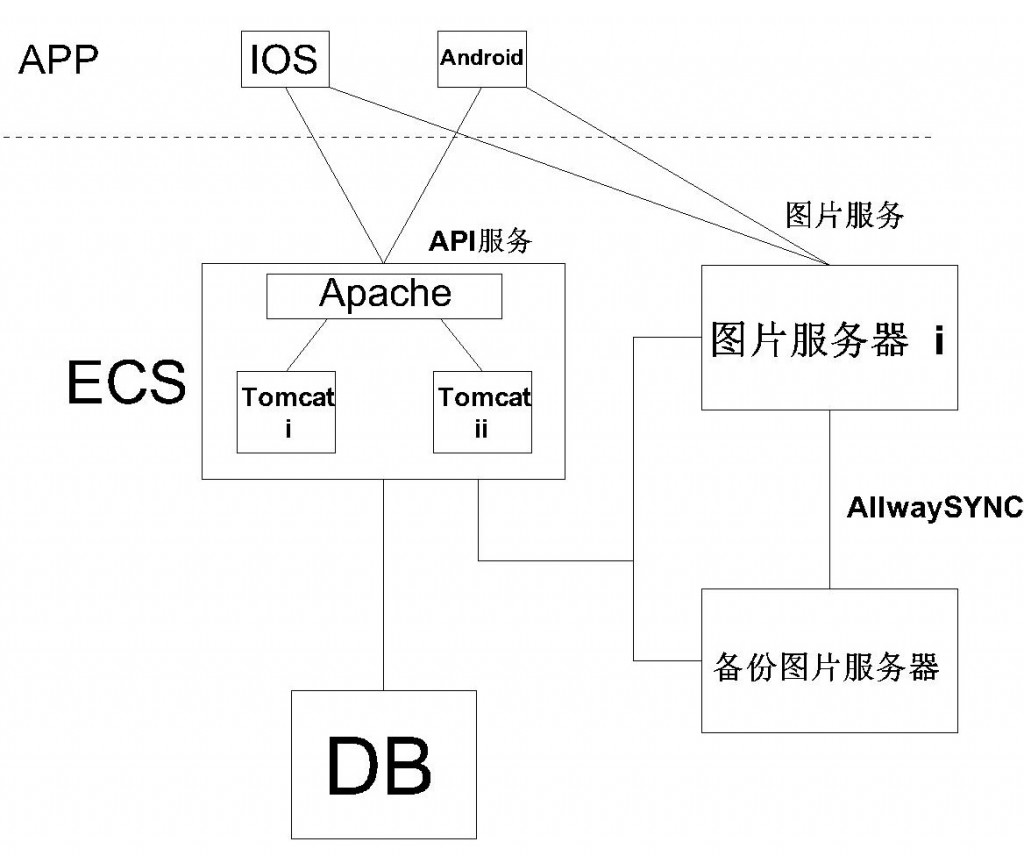 APP
IOS
Android
图片服务
API服务
Apache
图片服务器 i
ECS
Tomcat
i
Tomcat
ii
AllwaySYNC
备份图片服务器
DB